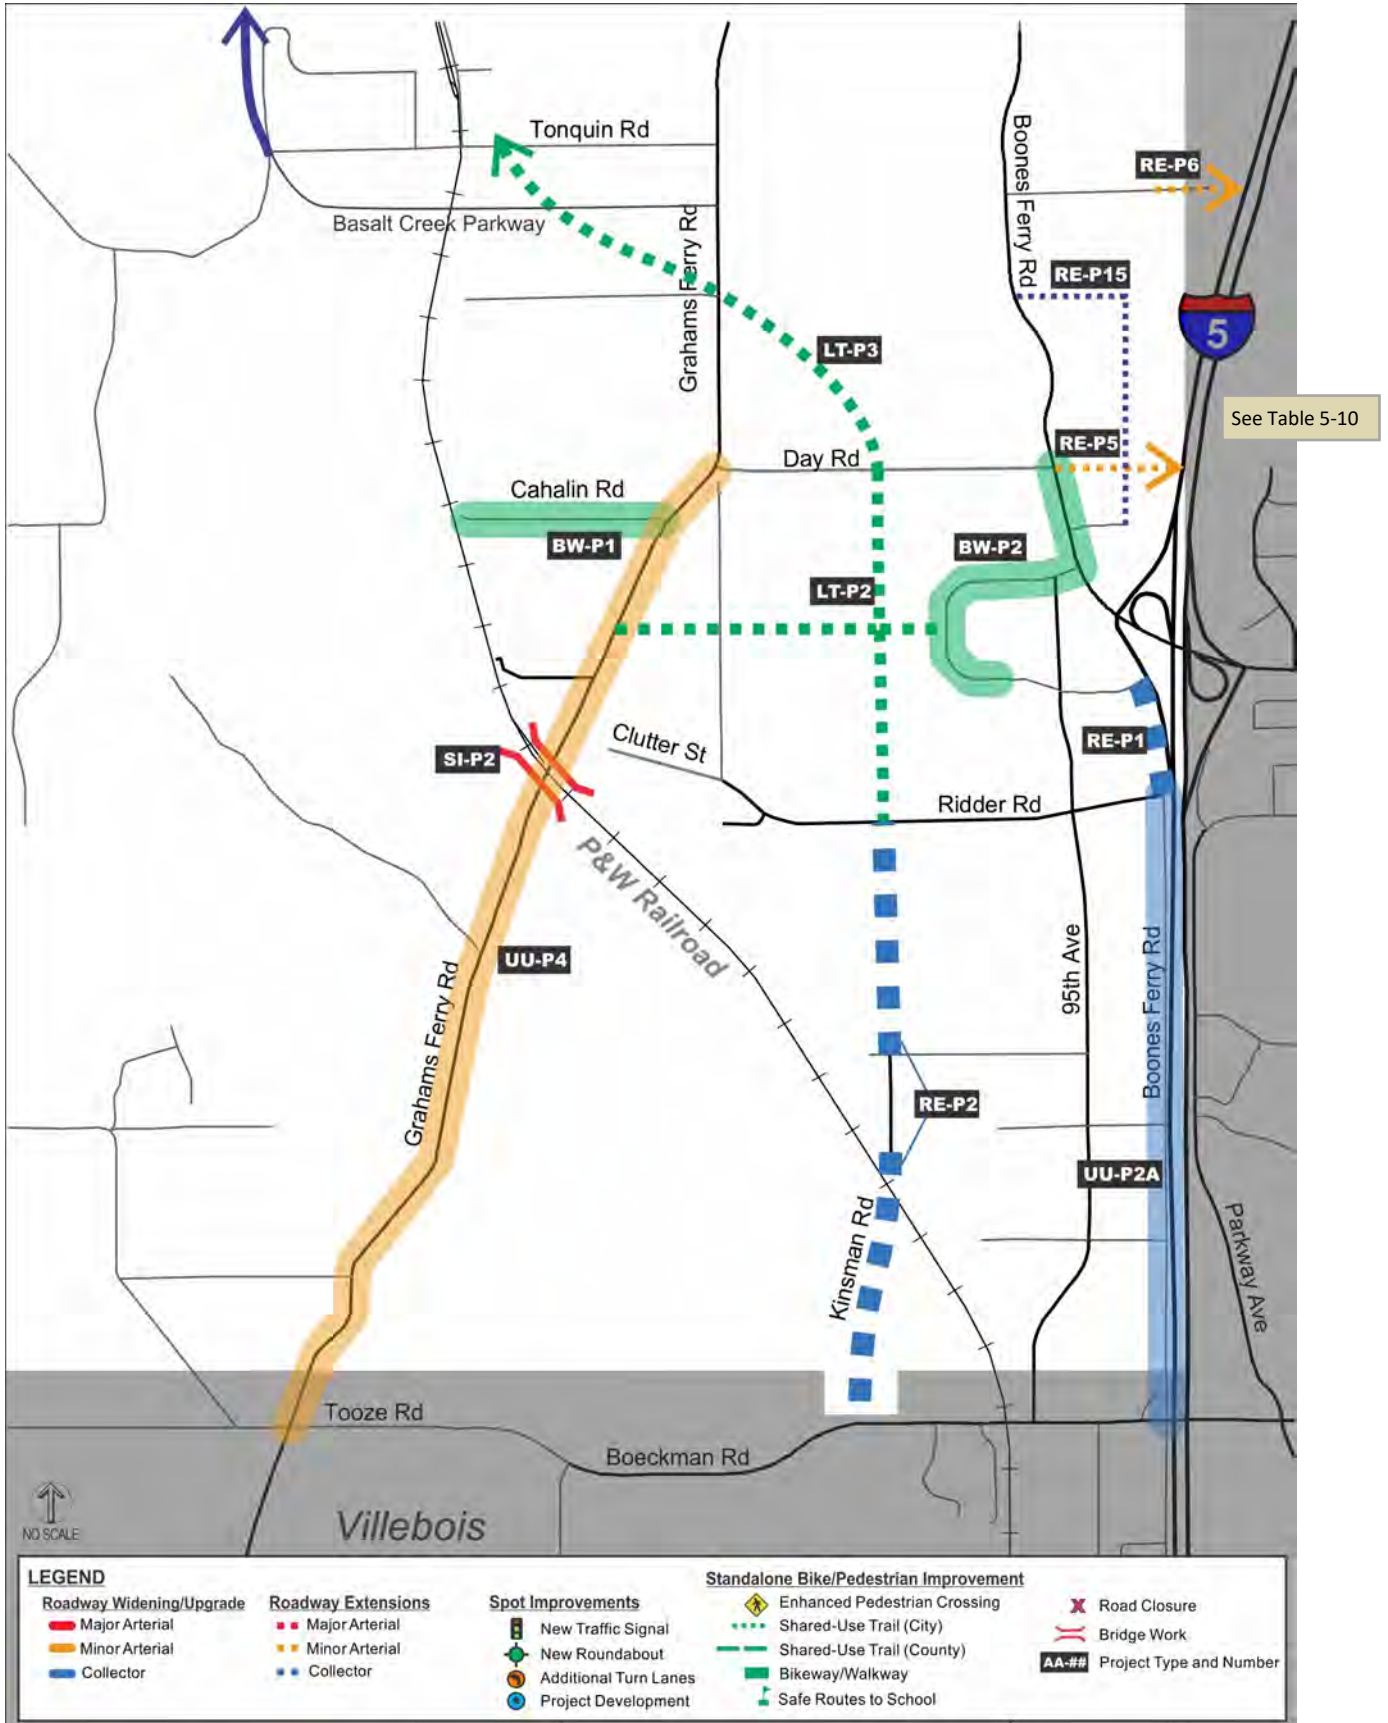 Tonquin Rd
Boones Ferry Rd
RE-P6
Basalt Creek Parkway
Grahams Ferry Rd
RE-P15
5
LT-P3
See Table 5-10
RE-P5
Day Rd
Cahalin Rd
BW-P1
BW-P2
LT-P2
Clutter St
SI-P2
RE-P1
Ridder Rd
P&W Railroad
UU-P4
95th Ave
Boones Ferry Rd
Grahams Ferry Rd
RE-P2
UU-P2A
Kinsman Rd
Parkway Ave
Tooze Rd
Boeckman Rd
Villebois
NO SCALE
LEGEND
Roadway Widening/Upgrade
Major Arterial
Minor Arterial
Collector
Roadway Extensions
Major Arterial
Minor Arterial
Collector
Spot Improvements
New Traffic Signal
New Roundabout
Additional Turn Lanes
Project Development
Standalone Bike/Pedestrian Improvement
Enhanced Pedestrian Crossing
Shared-Use Trail (City)
Shared-Use Trail (County)
Bikeway/Walkway
Safe Routes to School
X Road Closure
Bridge Work
AA-## Project Type and Number